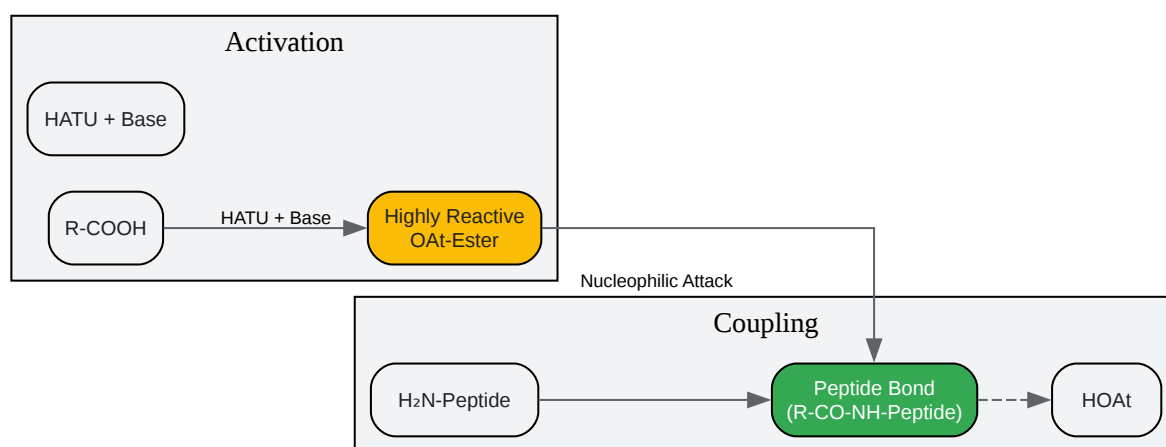 Activation
HATU + Base
R-COOH
HATU + Base
Highly Reactive
OAt-Ester
Nucleophilic Attack
Coupling
H₂N-Peptide
Peptide Bond
(R-CO-NH-Peptide)
HOAt